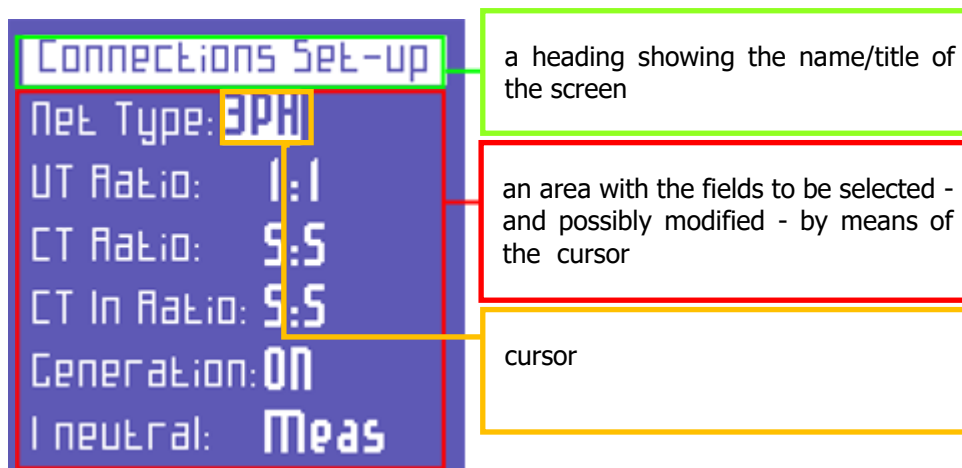 Connections Set-up
Net Type: 3PH
VT Ratio: 1:1
CT Ratio: 5:5
CT In Ratio: 5:5
Generation: ON
I neutral: Meas
a heading showing the name/title of
the screen
an area with the fields to be selected -
and possibly modified - by means of
the cursor
cursor